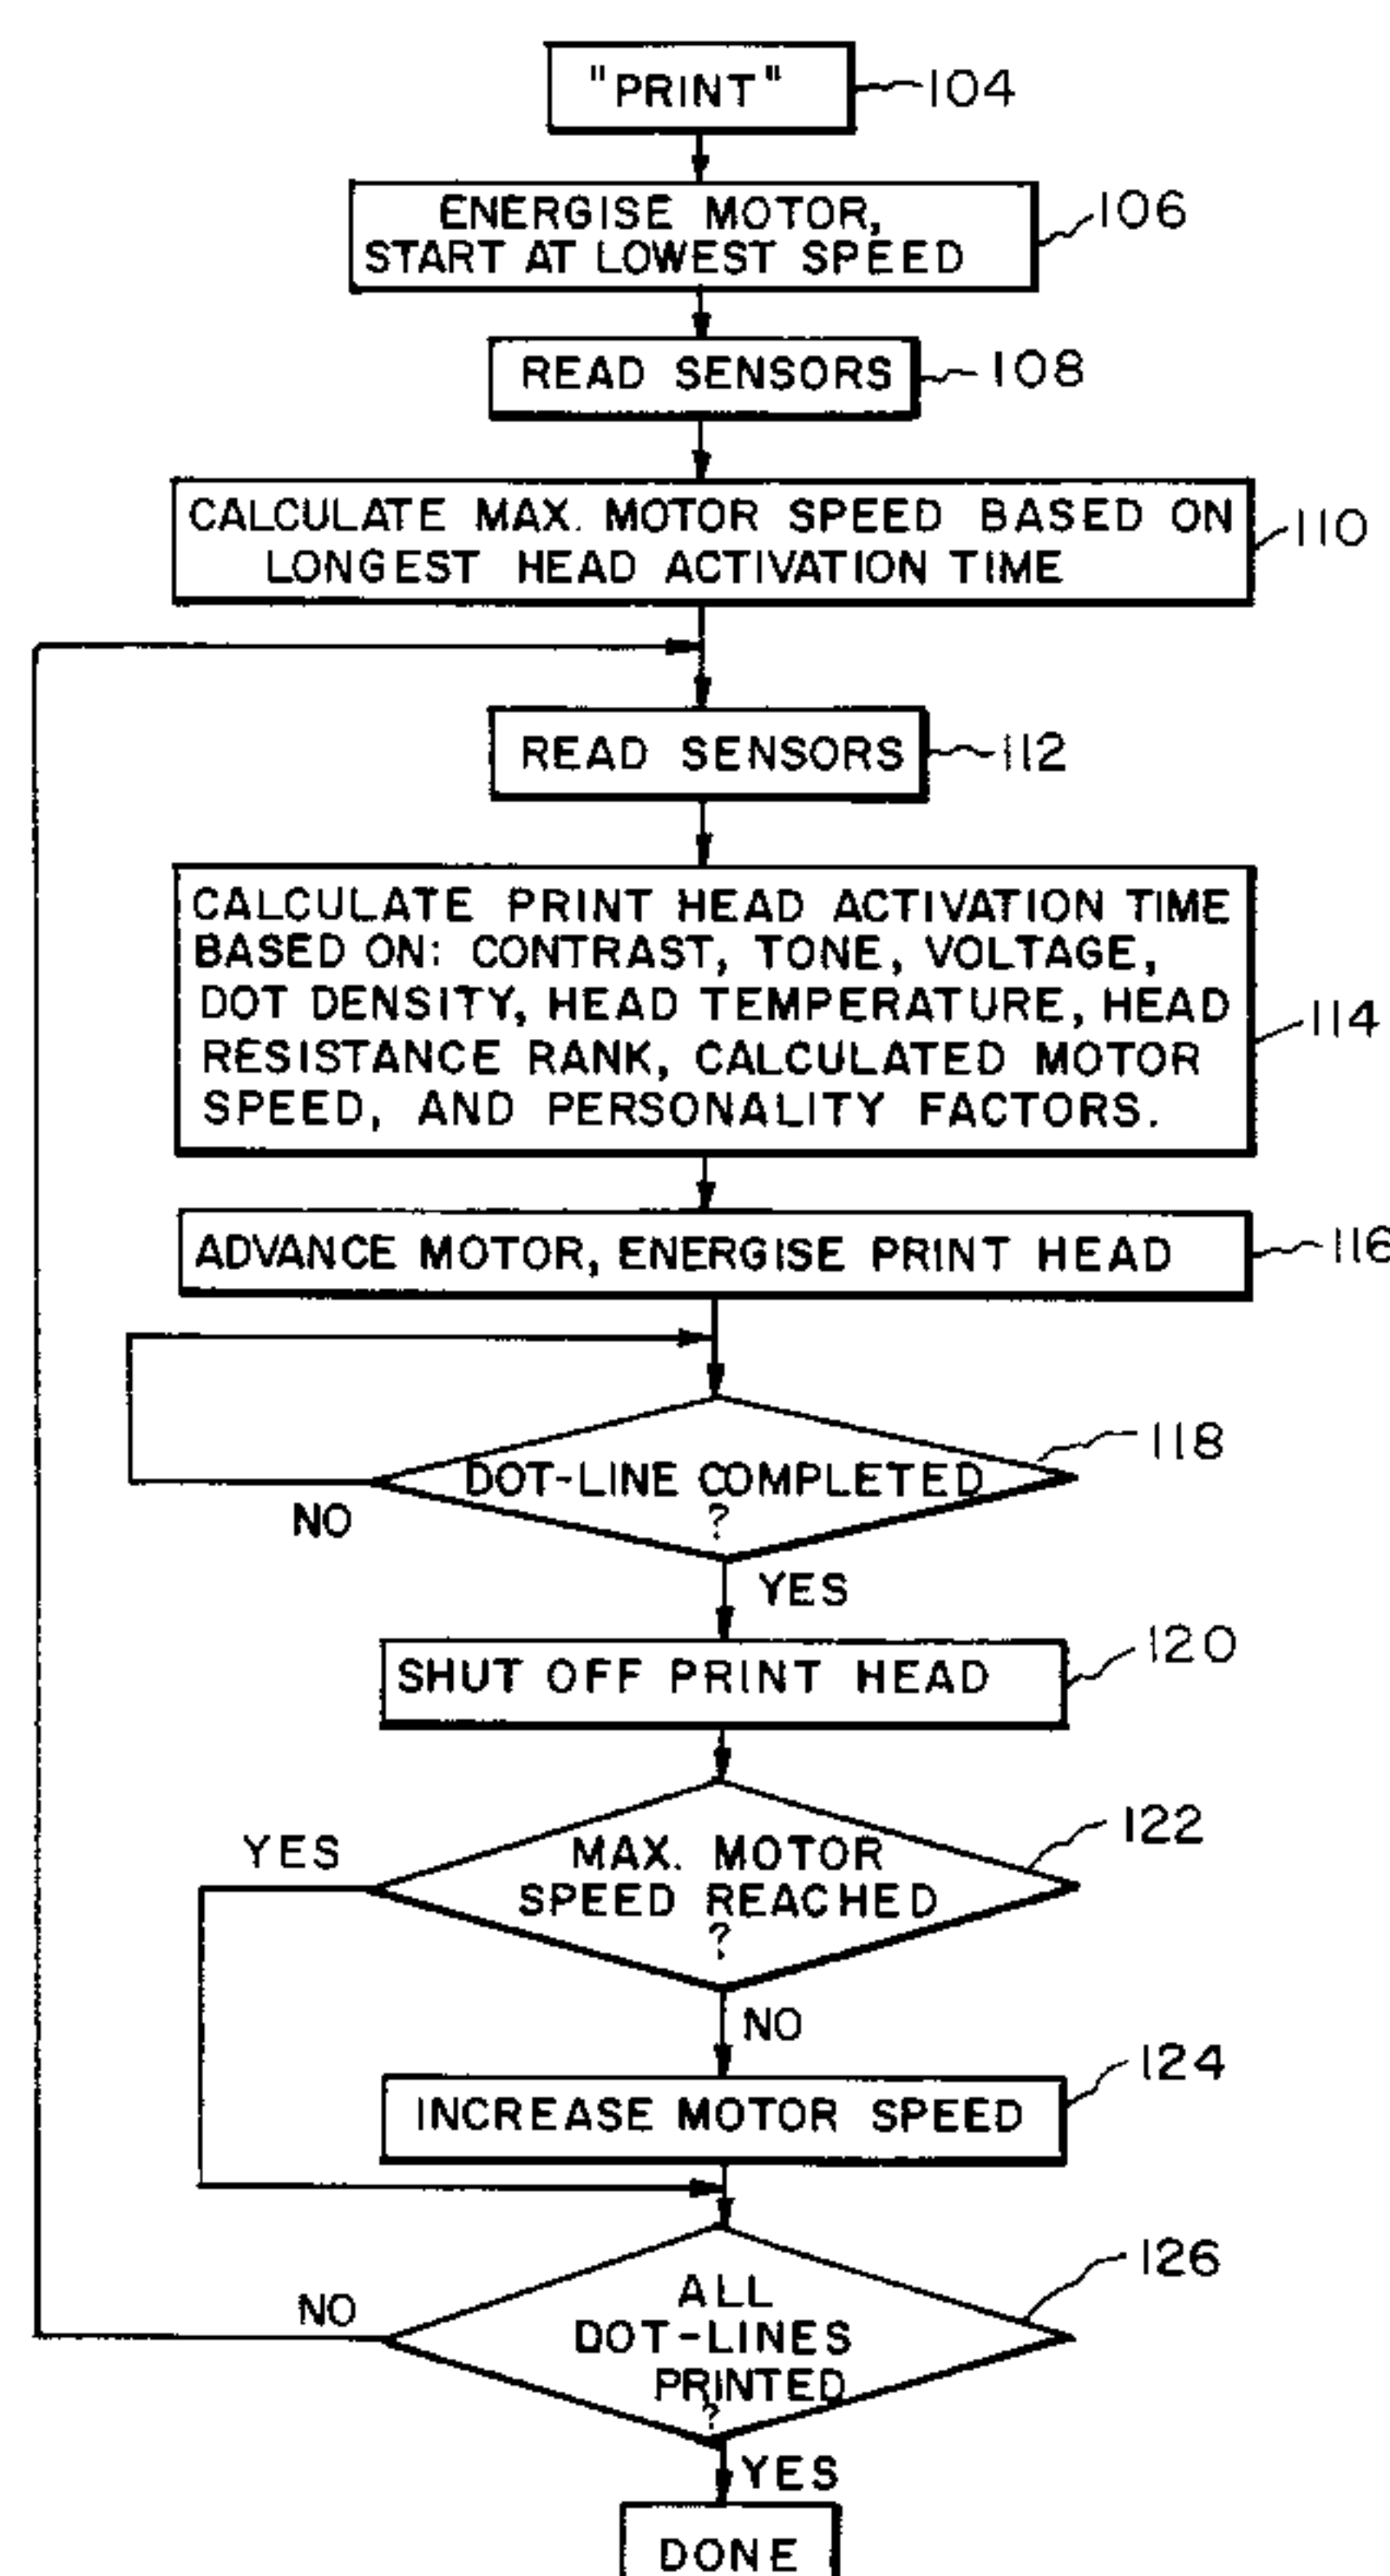 "PRINT"
104
ENERGISE MOTOR,
START AT LOWEST SPEED
106
READ SENSORS
108
CALCULATE MAX. MOTOR SPEED BASED ON
LONGEST HEAD ACTIVATION TIME
110
READ SENSORS
112
CALCULATE PRINT HEAD ACTIVATION TIME
BASED ON: CONTRAST, TONE, VOLTAGE,
DOT DENSITY, HEAD TEMPERATURE, HEAD
RESISTANCE RANK, CALCULATED MOTOR
SPEED, AND PERSONALITY FACTORS.
114
ADVANCE MOTOR, ENERGISE PRINT HEAD
116
DOT-LINE COMPLETED
?
118
NO
YES
SHUT OFF PRINT HEAD
120
MAX. MOTOR
SPEED REACHED
?
122
YES
NO
INCREASE MOTOR SPEED
124
ALL
DOT-LINES
PRINTED
?
126
NO
YES
DONE